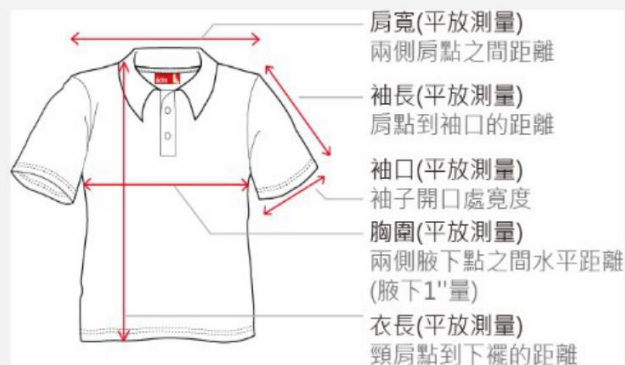 肩寬(平放測量)
兩側肩點之間距離
袖長(平放測量)
肩點到袖口的距離
袖口(平放測量)
袖子開口處寬度
胸圍(平放測量)
兩側腋下點之間水平距離
(腋下1''量)
衣長(平放測量)
頸肩點到下襬的距離